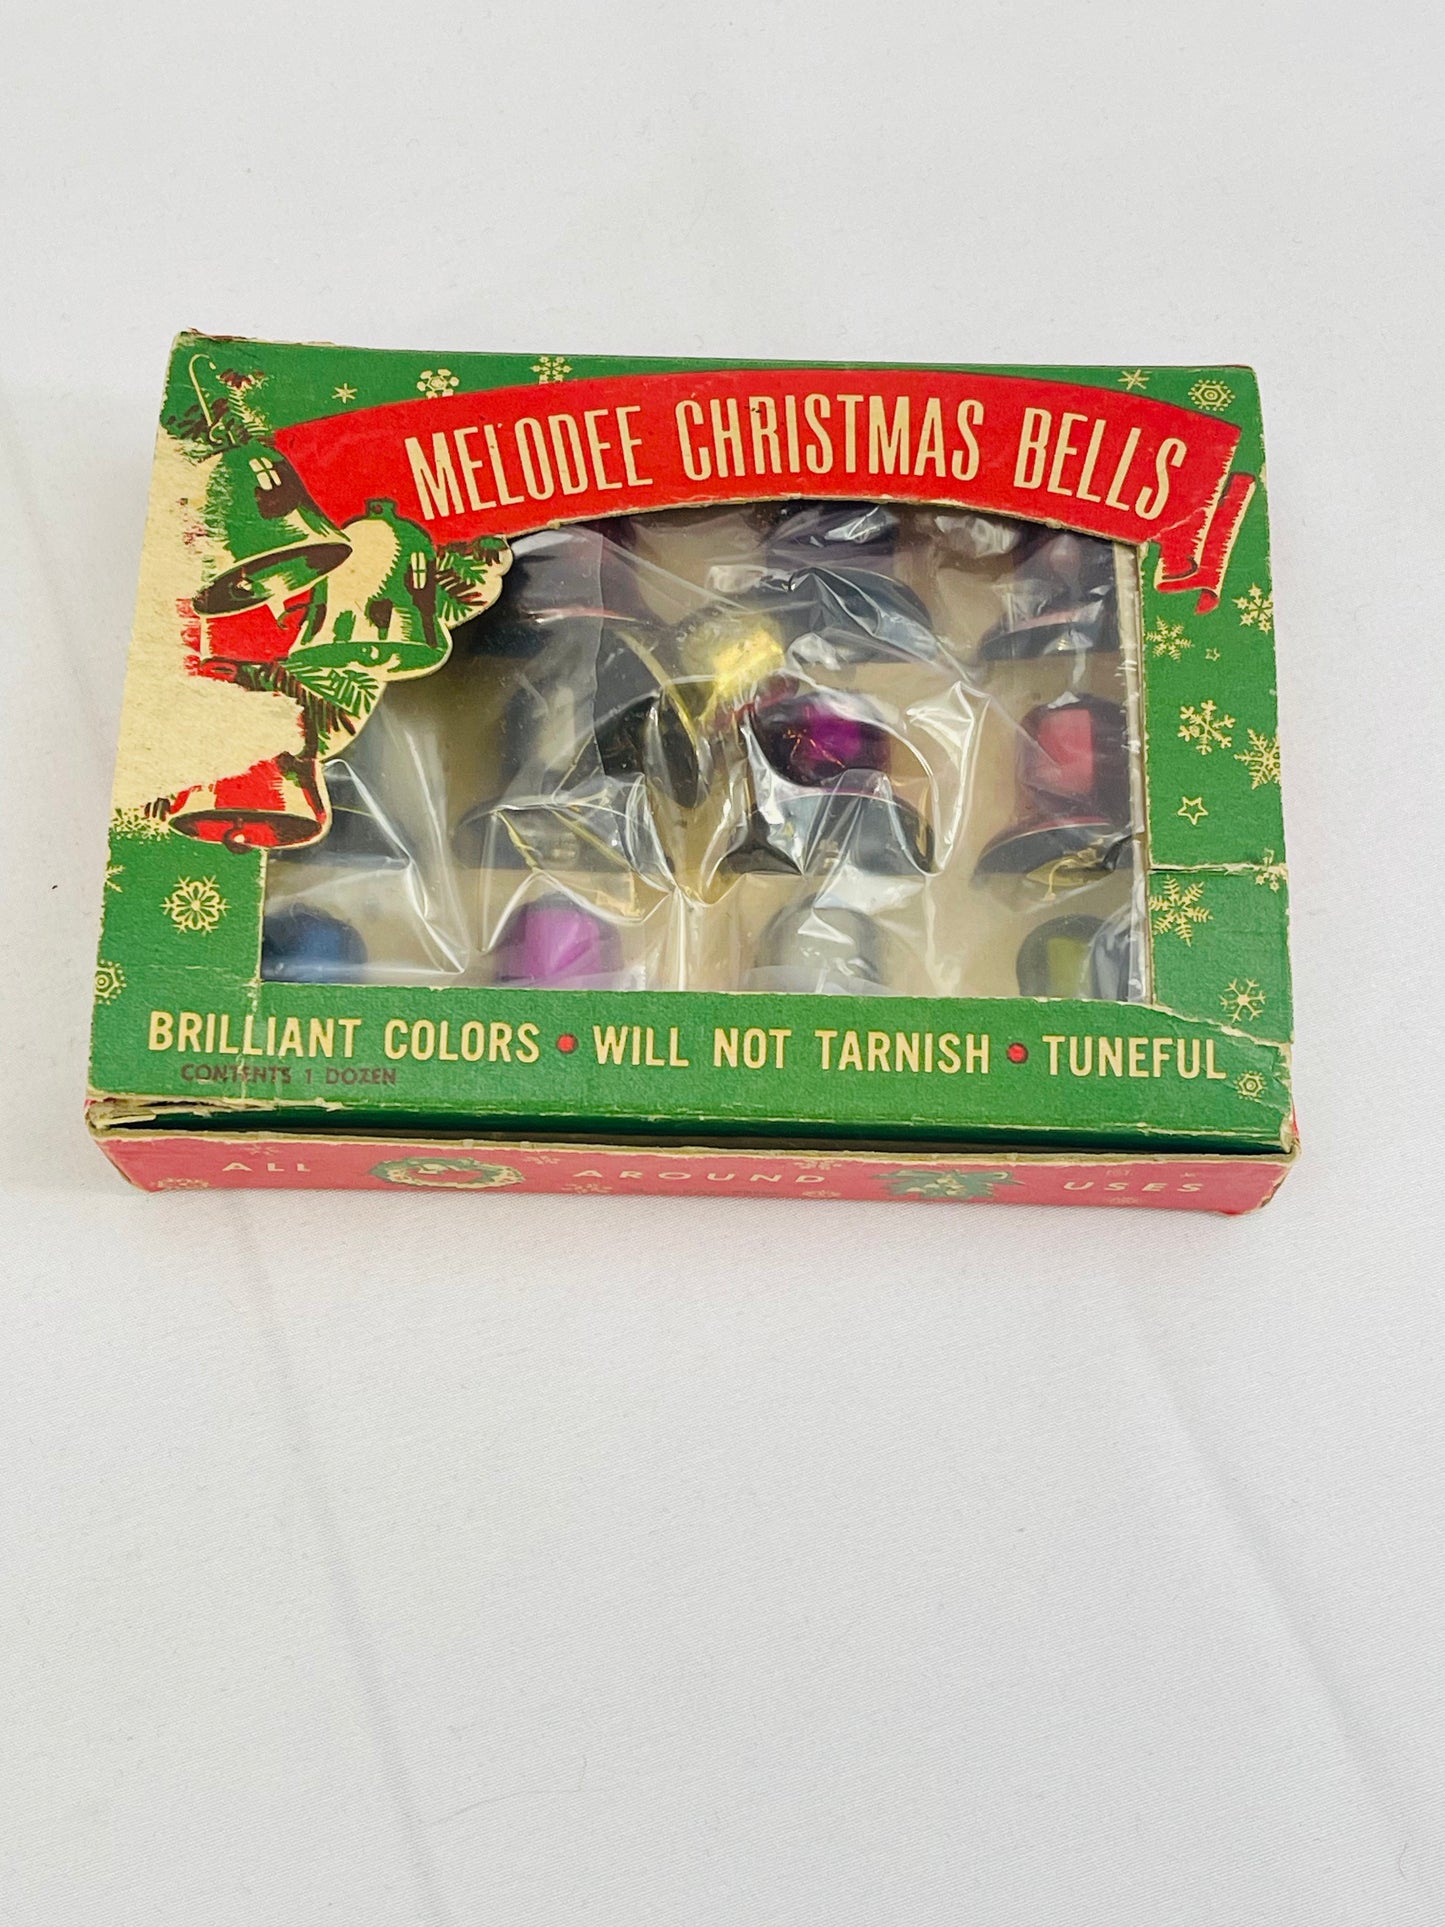 MELODEE CHRISTMAS BELLS
BRILLIANT COLORS • WILL NOT TARNISH • TUNEFUL
CONTENTS 1 DOZEN
ALL AROUND USES